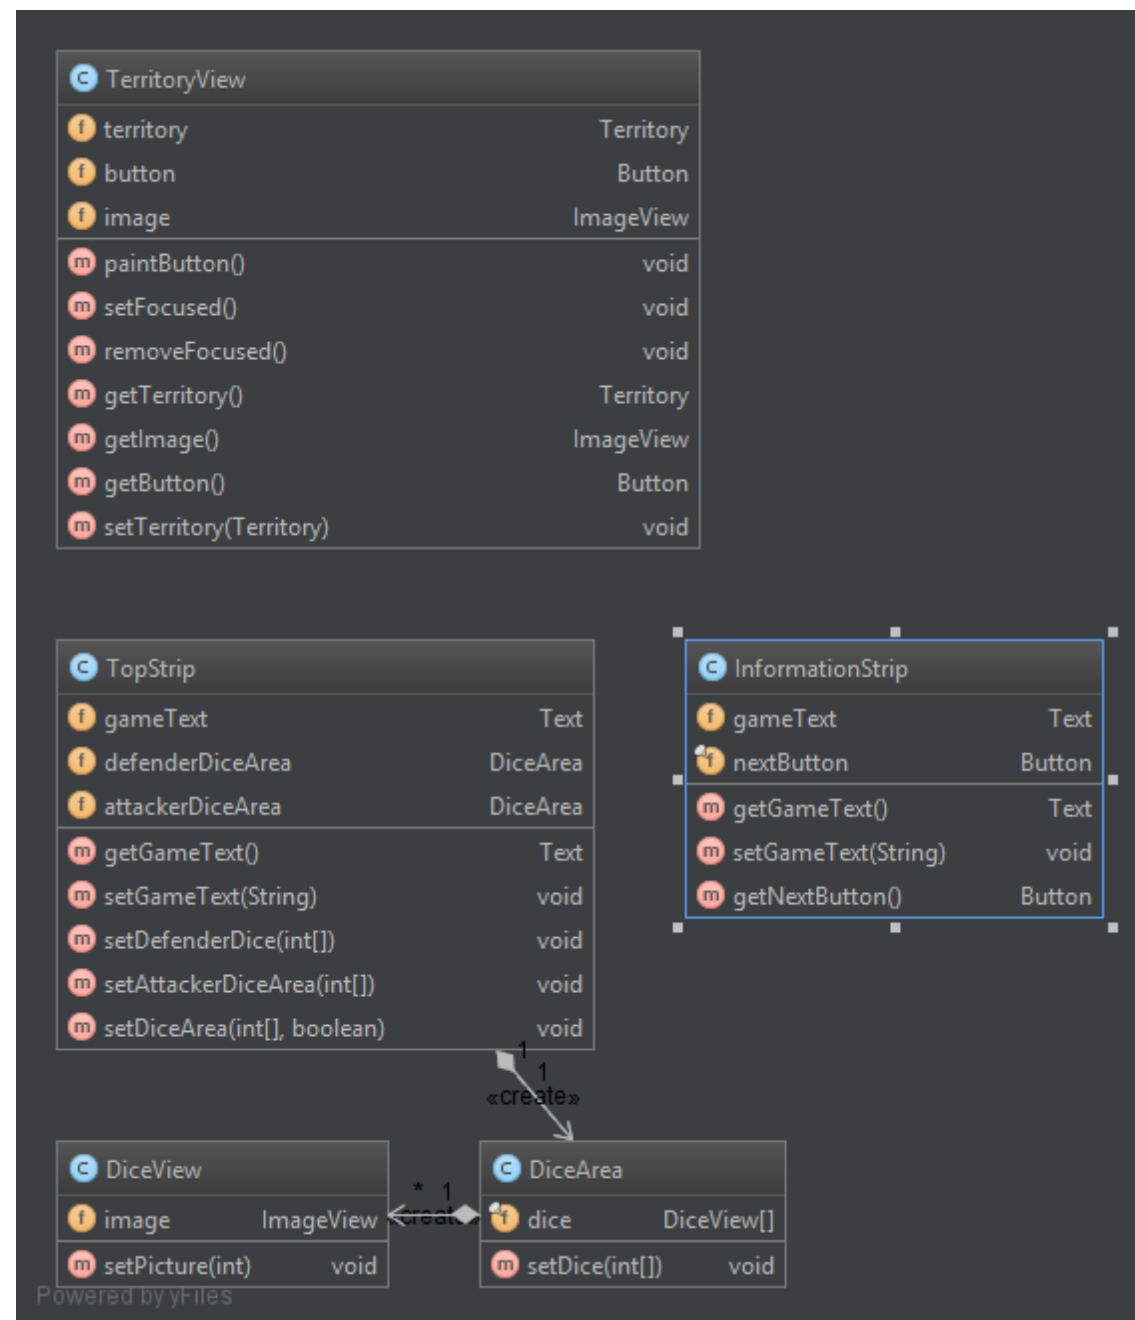 C TerritoryView
f territory Territory
f button Button
f image ImageView
m paintButton() void
m setFocused() void
m removeFocused() void
m getTerritory() Territory
m getImage() ImageView
m getButton() Button
m setTerritory(Territory) void
C TopStrip
f gameText Text
f defenderDiceArea DiceArea
f attackerDiceArea DiceArea
m getGameText() Text
m setGameText(String) void
m setDefenderDice(int[]) void
m setAttackerDiceArea(int[]) void
m setDiceArea(int[], boolean) void
C InformationStrip
f gameText Text
f nextButton Button
m getGameText() Text
m setGameText(String) void
m getNextButton() Button
1
1
«create»
C DiceView
f image ImageView
m setPicture(int) void
* 1
«create»
C DiceArea
f dice DiceView[]
m setDice(int[]) void
Powered by yFiles